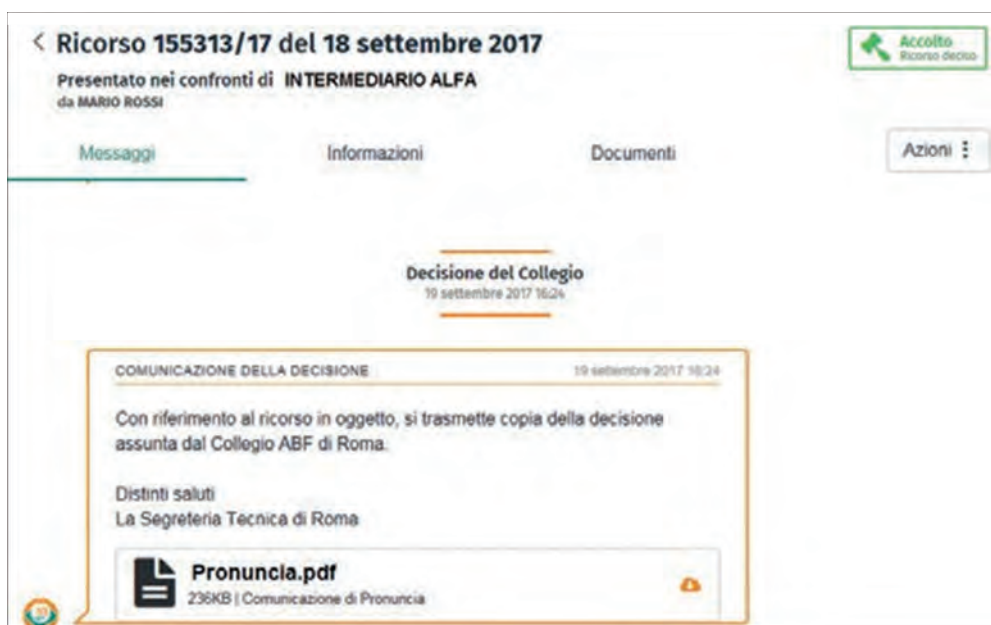 < Ricorso 155313/17 del 18 settembre 2017
Accolto
Ricorso deciso
Presentato nei confronti di INTERMEDIARIO ALFA
da MARIO ROSSI
Messaggi
Informazioni
Documenti
Azioni
Decisione del Collegio
19 settembre 2017 16:24
COMUNICAZIONE DELLA DECISIONE
19 settembre 2017 16:24
Con riferimento al ricorso in oggetto, si trasmette copia della decisione
assunta dal Collegio ABF di Roma.
Distinti saluti
La Segreteria Tecnica di Roma
Pronuncia.pdf
236KB | Comunicazione di Pronuncia